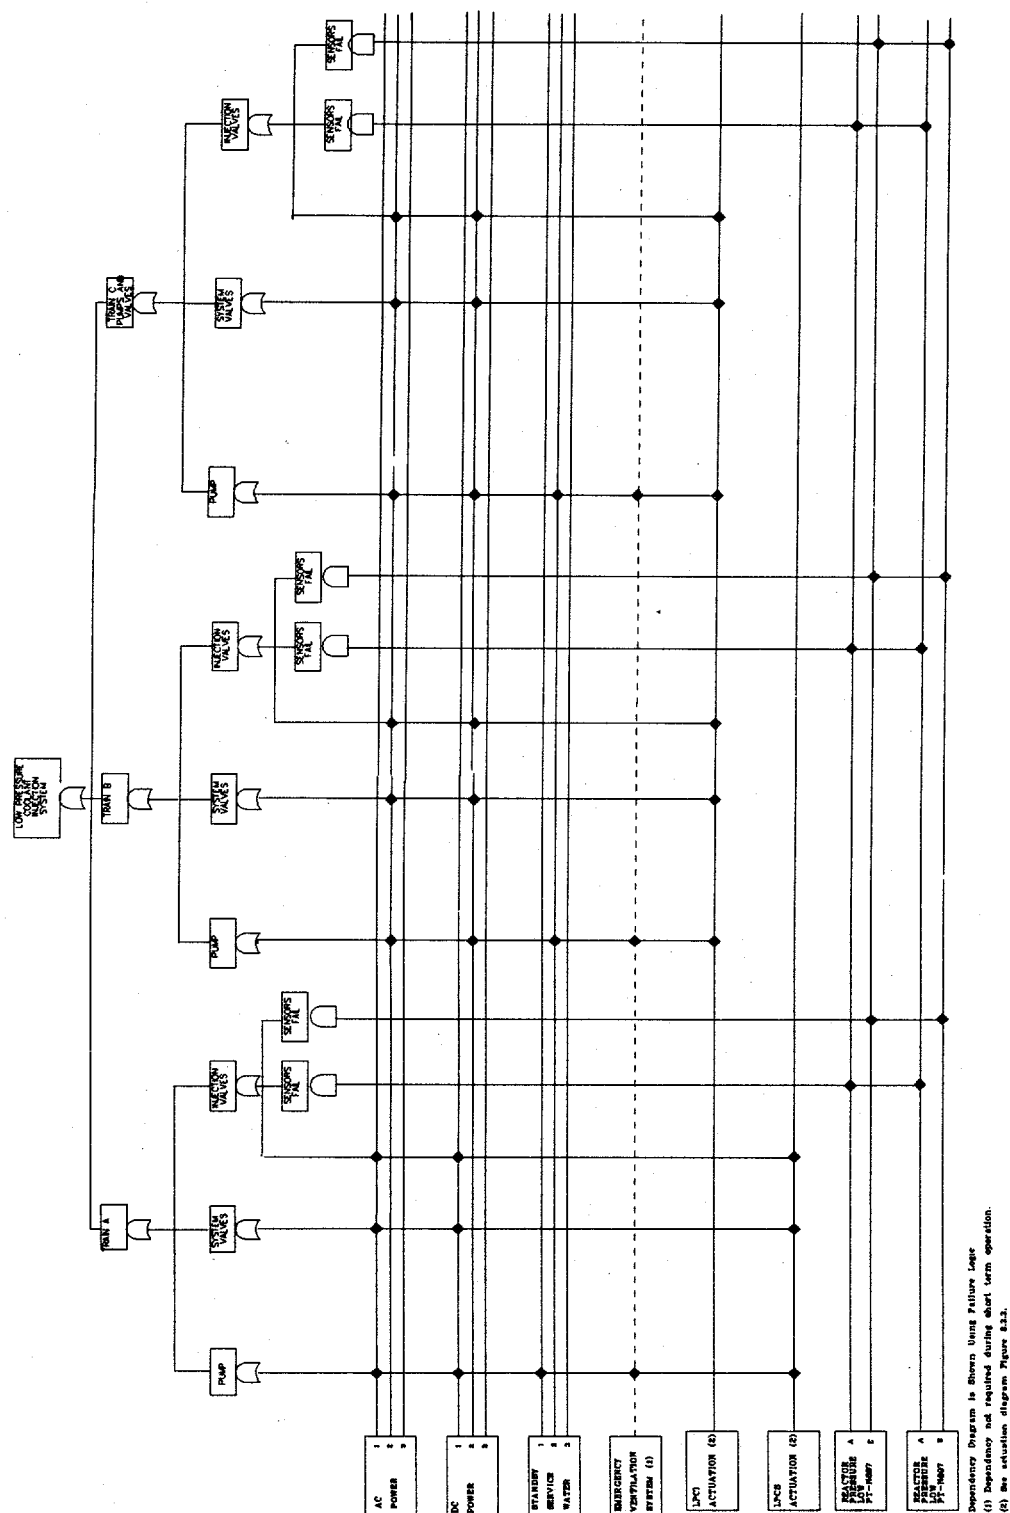 LOW PRESSURE
COOLANT
INJECTION
SYSTEM
TRAIN A
TRAIN B
TRAIN C
PUMPS AND
VALVES
PUMP
SYSTEM
VALVES
INJECTION
VALVES
PUMP
SYSTEM
VALVES
INJECTION
VALVES
PUMP
SYSTEM
VALVES
INJECTION
VALVES
SENSORS
FAIL
SENSORS
FAIL
SENSORS
FAIL
SENSORS
FAIL
SENSORS
FAIL
SENSORS
FAIL
AC
POWER
1
2
3
DC
POWER
1
2
3
STANDBY
SERVICE
WATER
1
2
3
EMERGENCY
VENTILATION
SYSTEM (1)
LPCI
ACTUATION (2)
LPCS
ACTUATION (2)
REACTOR A
PRESSURE
LOW
REACTOR A
PRESSURE
LOW
B
Dependency Diagram is Shown Using Failure Logic
(1) Dependency not required during short term operation.
(2) See actuation diagram Figure